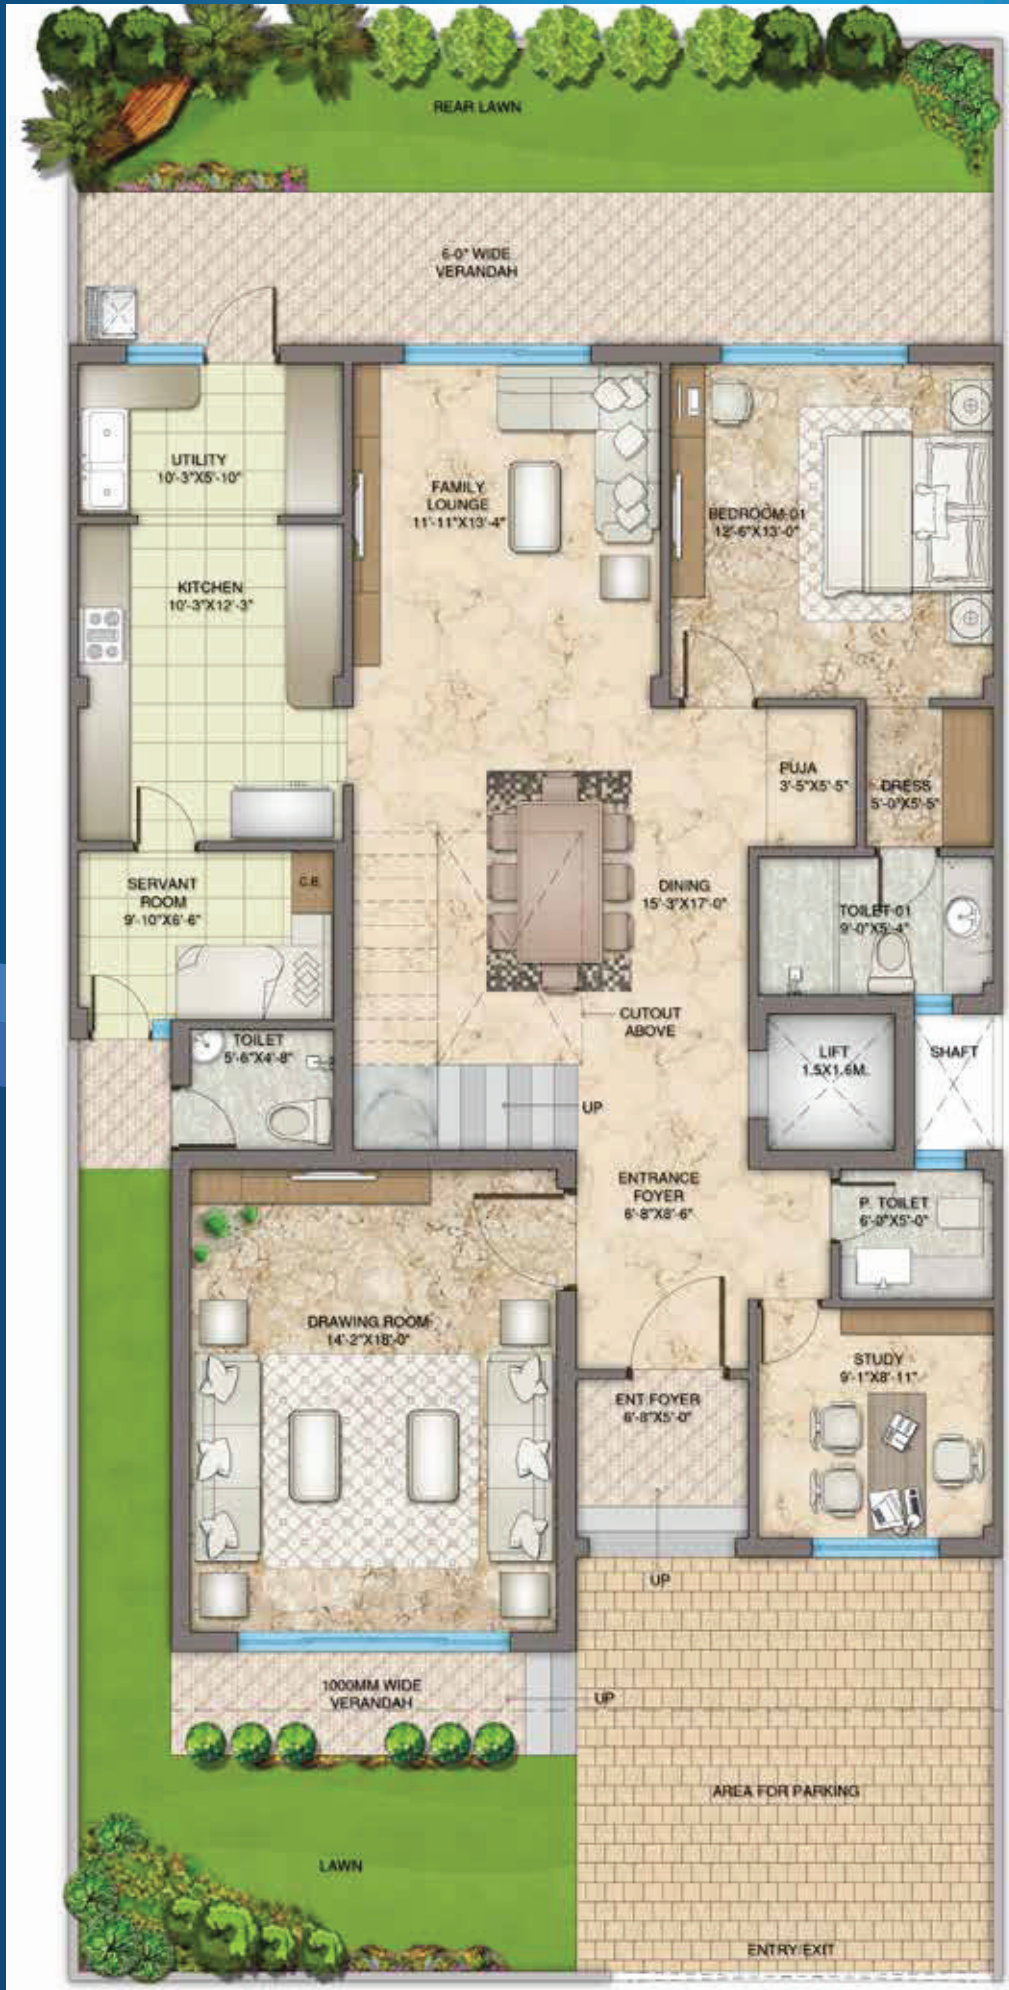 REAR LAWN
6-0" WIDE
VERANDAH
UTILITY
10'-3"X5'-10"
FAMILY
LOUNGE
11'-11"X13'-4"
BEDROOM-01
12'-6"X13'-0"
KITCHEN
10'-3"X12'-3"
PUJA
3'-5"X5'-5"
DRESS
5'-0"X5'-5"
SERVANT
ROOM
9'-10"X6'-6"
C.B.
DINING
15'-3"X17'-0"
TOILET-01
9'-0"X5'-4"
CUTOUT
ABOVE
TOILET
5'-6"X4'-8"
LIFT
1.5X1.6M.
SHAFT
UP
ENTRANCE
FOYER
6'-8"X8'-6"
P. TOILET
6'-0"X5'-0"
DRAWING ROOM
14'-2"X18'-0"
STUDY
9'-1"X8'-11"
ENT.FOYER
6'-8"X5'-0"
UP
1000MM WIDE
VERANDAH
UP
AREA FOR PARKING
LAWN
ENTRY/EXIT